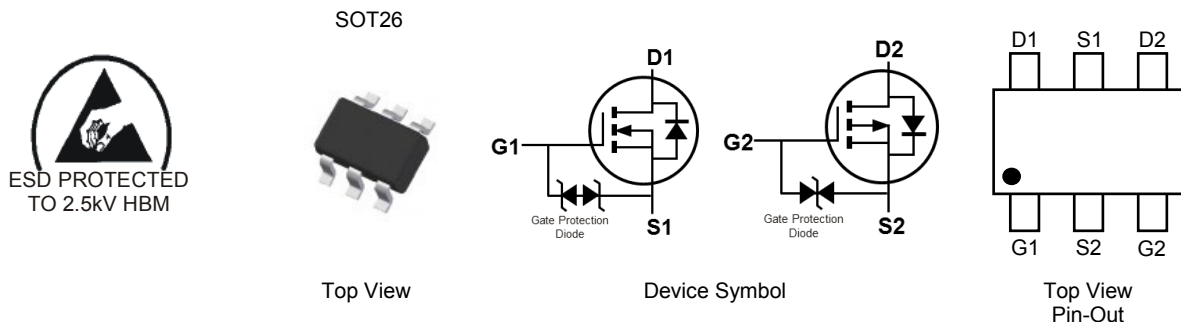 SOT26
ESD PROTECTED
TO 2.5kV HBM
Top View
D1
G1
S1
Gate Protection
Diode
D2
G2
S2
Gate Protection
Diode
Device Symbol
D1 S1 D2
G1 S2 G2
Top View
Pin-Out